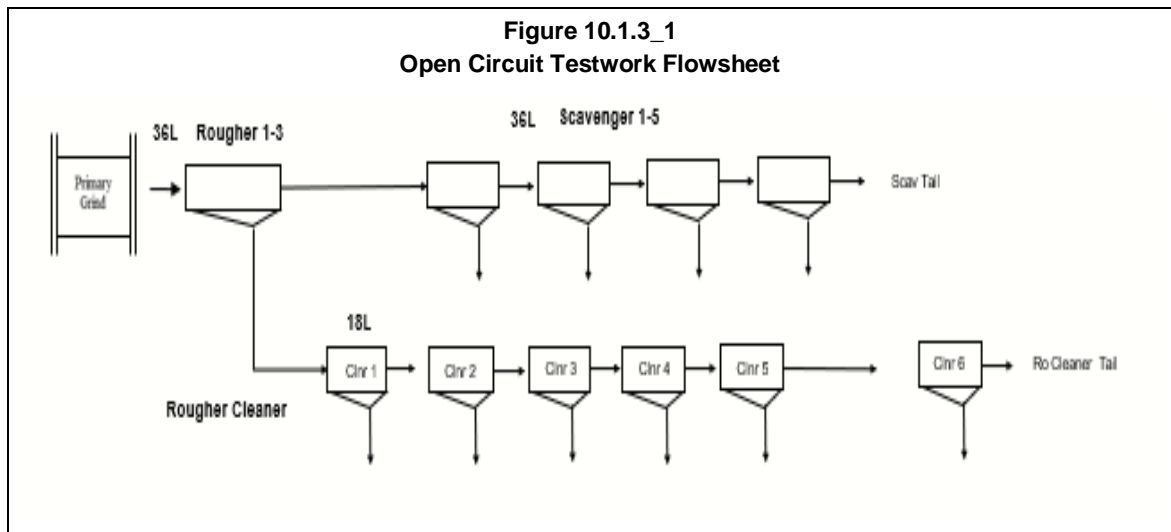 Figure 10.1.3_1
Open Circuit Testwork Flowsheet
36L Rougher 1-3
36L Scavenger 1-5
Primary
Grind
Scav Tail
18L
Clnr 1
Clnr 2
Clnr 3
Clnr 4
Clnr 5
Clnr 6
Ro Cleaner Tail
Rougher Cleaner